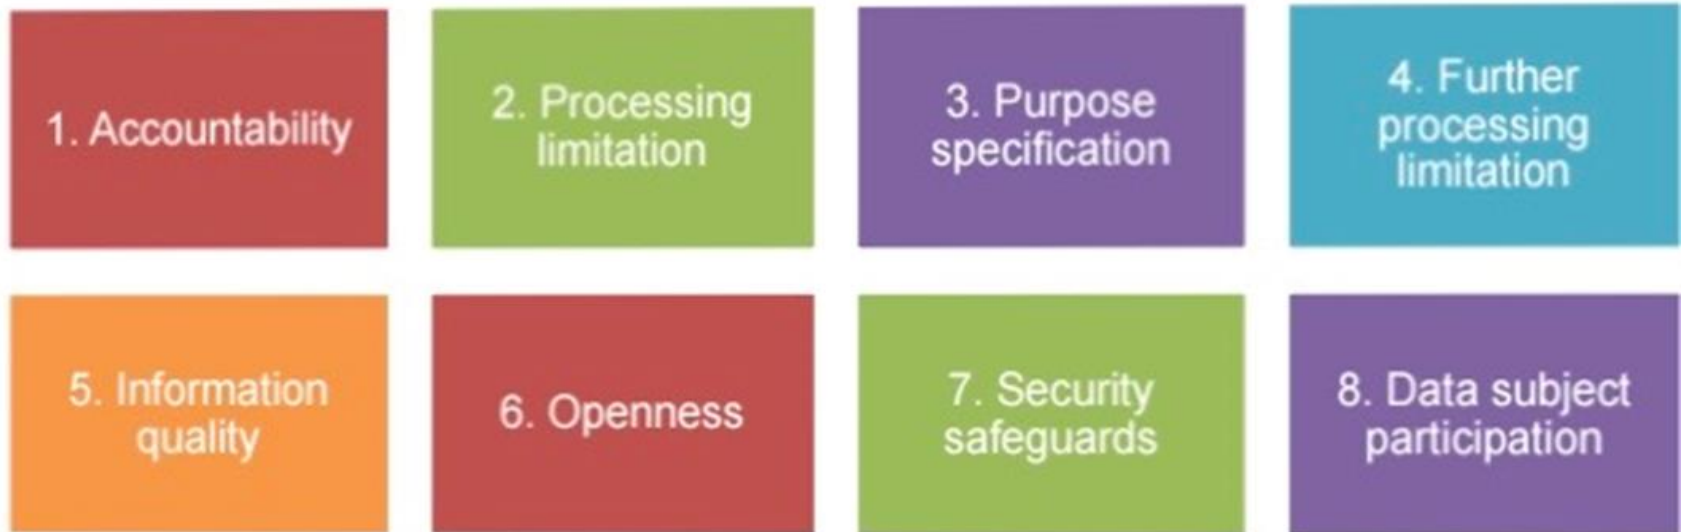 1. Accountability
2. Processing
limitation
3. Purpose
specification
4. Further
processing
limitation
5. Information
quality
6. Openness
7. Security
safeguards
8. Data subject
participation